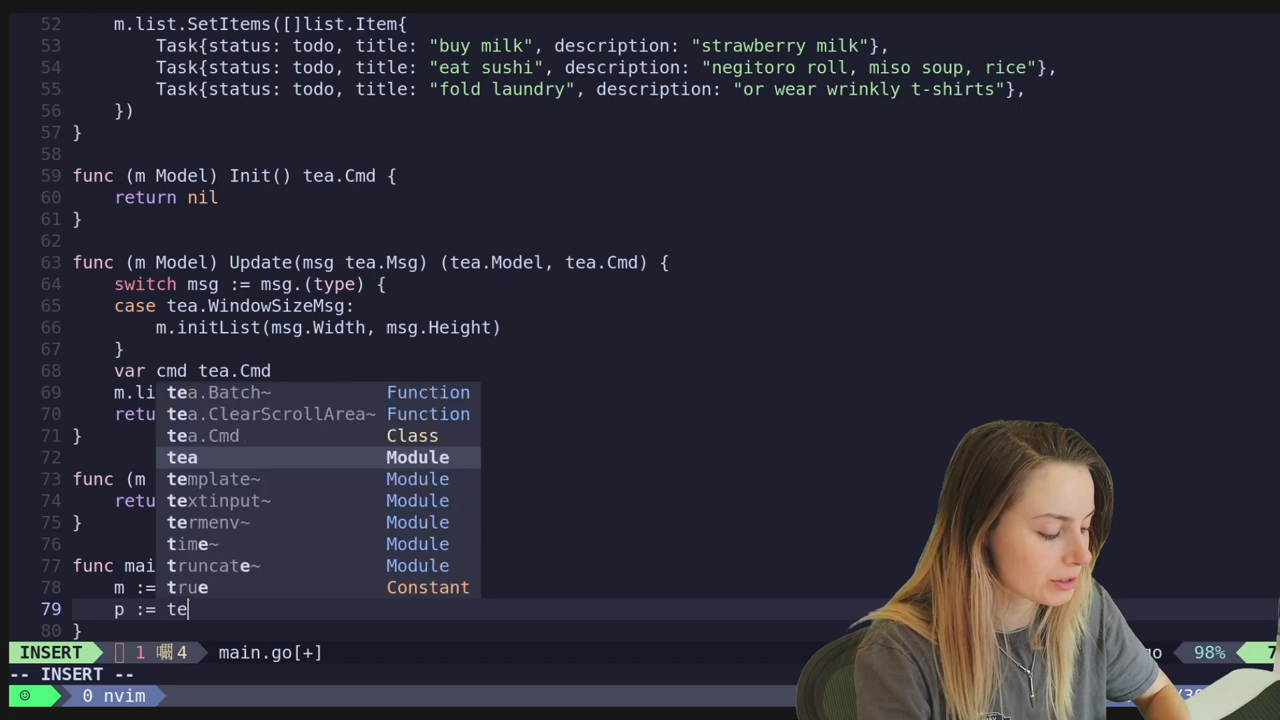 52 m.list.SetItems([]list.Item{
53 Task{status: todo, title: "buy milk", description: "strawberry milk"},
54 Task{status: todo, title: "eat sushi", description: "negitoro roll, miso soup, rice"},
55 Task{status: todo, title: "fold laundry", description: "or wear wrinkly t-shirts"},
56 })
57 }
58
59 func (m Model) Init() tea.Cmd {
60 return nil
61 }
62
63 func (m Model) Update(msg tea.Msg) (tea.Model, tea.Cmd) {
64 switch msg := msg.(type) {
65 case tea.WindowSizeMsg:
66 m.initList(msg.Width, msg.Height)
67 }
68 var cmd tea.Cmd
69 m.li tea.Batch~ Function
70 retu tea.ClearScrollArea~ Function
71 } tea.Cmd Class
72 tea Module
73 func (m template~ Module
74 retu textinput~ Module
75 } termenv~ Module
76 time~ Module
77 func mai truncate~ Module
78 m := true Constant
79 p := te
80 }
INSERT 1 4 main.go[+] 98% 7
-- INSERT --
0 nvim